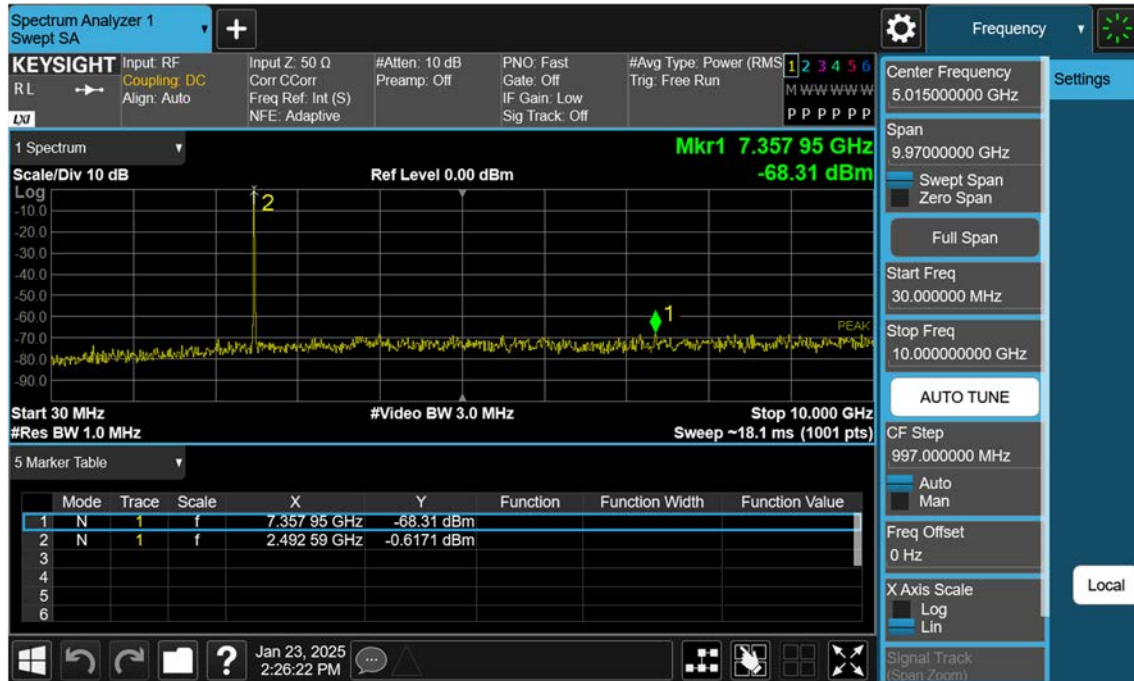 Spectrum Analyzer 1
Swept SA
+
Frequency
KEYSIGHT
RL
LXI
Input: RF
Coupling: DC
Align: Auto
Input Z: 50 Ω
Corr CCorr
Freq Ref: Int (S)
NFE: Adaptive
#Atten: 10 dB
Preamp: Off
PNO: Fast
Gate: Off
IF Gain: Low
Sig Track: Off
#Avg Type: Power (RMS
Trig: Free Run
1 2 3 4 5 6
M W W W W W
P P P P P P
1 Spectrum
Mkr1 7.357 95 GHz
-68.31 dBm
Scale/Div 10 dB
Ref Level 0.00 dBm
Log
-10.0
-20.0
-30.0
-40.0
-50.0
-60.0
-70.0
-80.0
-90.0
2
1
PEAK
Start 30 MHz
#Video BW 3.0 MHz
Stop 10.000 GHz
#Res BW 1.0 MHz
Sweep ~18.1 ms (1001 pts)
5 Marker Table
Mode Trace Scale X Y Function Function Width Function Value
1 N 1 f 7.357 95 GHz -68.31 dBm
2 N 1 f 2.492 59 GHz -0.6171 dBm
3
4
5
6
?
Jan 23, 2025
2:26:22 PM
Center Frequency
5.015000000 GHz
Span
9.97000000 GHz
Swept Span
Zero Span
Full Span
Start Freq
30.000000 MHz
Stop Freq
10.000000000 GHz
AUTO TUNE
CF Step
997.000000 MHz
Auto
Man
Freq Offset
0 Hz
X Axis Scale
Log
Lin
Signal Track
(Span Zoom)
Settings
Local